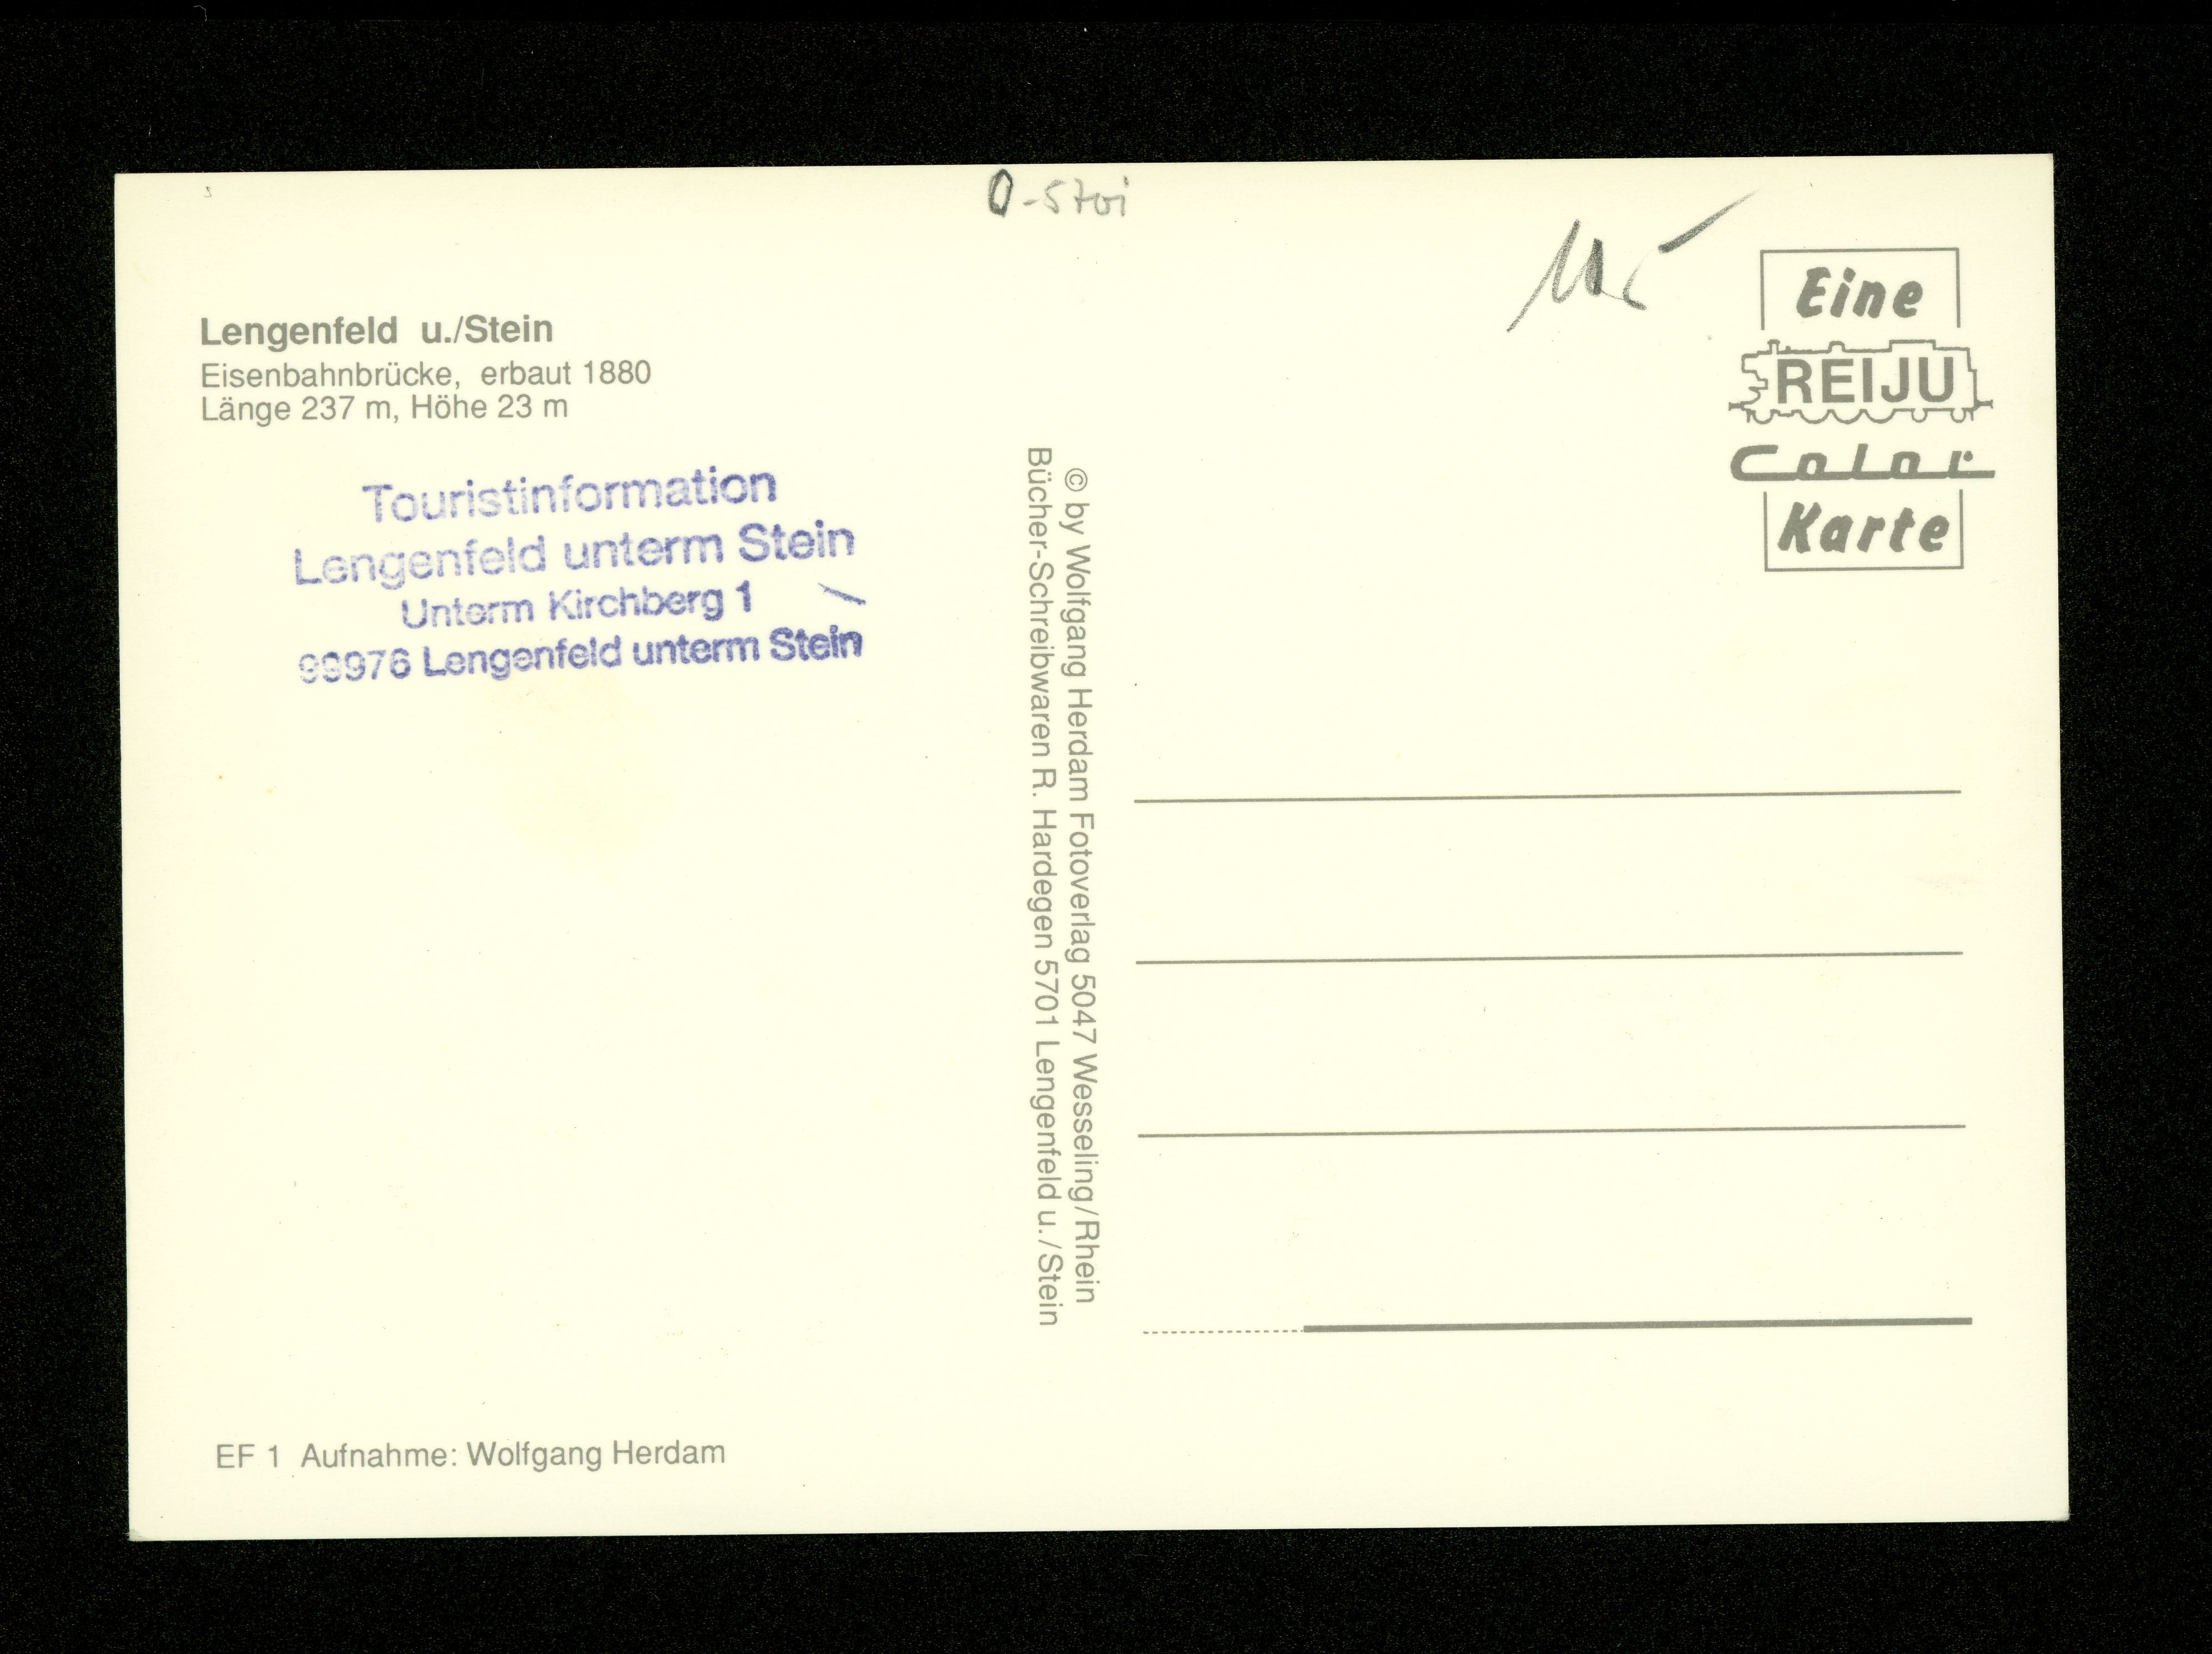 O-5701
Lengenfeld u./Stein
Eisenbahnbrücke, erbaut 1880
Länge 237 m, Höhe 23 m
Touristinformation
Lengenfeld unterm Stein
Unterm Kirchberg 1
99976 Lengenfeld unterm Stein
EF 1 Aufnahme: Wolfgang Herdam
© by Wolfgang Herdam Fotoverlag 5047 Wesseling/Rhein
Bücher-Schreibwaren R. Hardegen 5701 Lengenfeld u./Stein
Eine
REIJU
Color
Karte